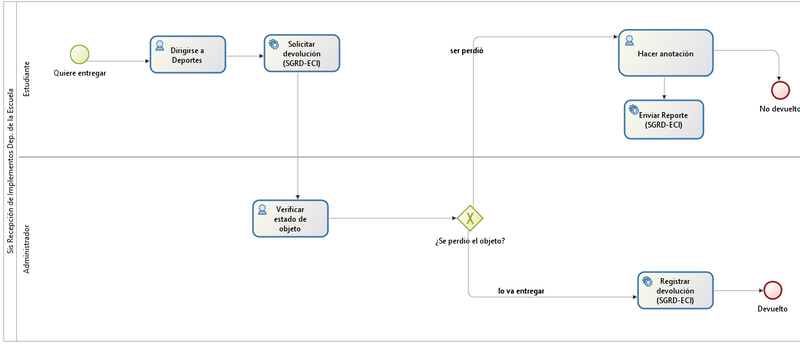 Sis Recepción de Implementos Dep. de la Escuela
Estudiante
Quiere entregar
Dirigirse a
Deportes
Solicitar
devolución
(SGRD-ECI)
ser perdió
Hacer anotación
Enviar Reporte
(SGRD-ECI)
No devuelto
Administrador
Verificar
estado de
objeto
¿Se perdió el objeto?
lo va entregar
Registrar
devolución
(SGRD-ECI)
Devuelto